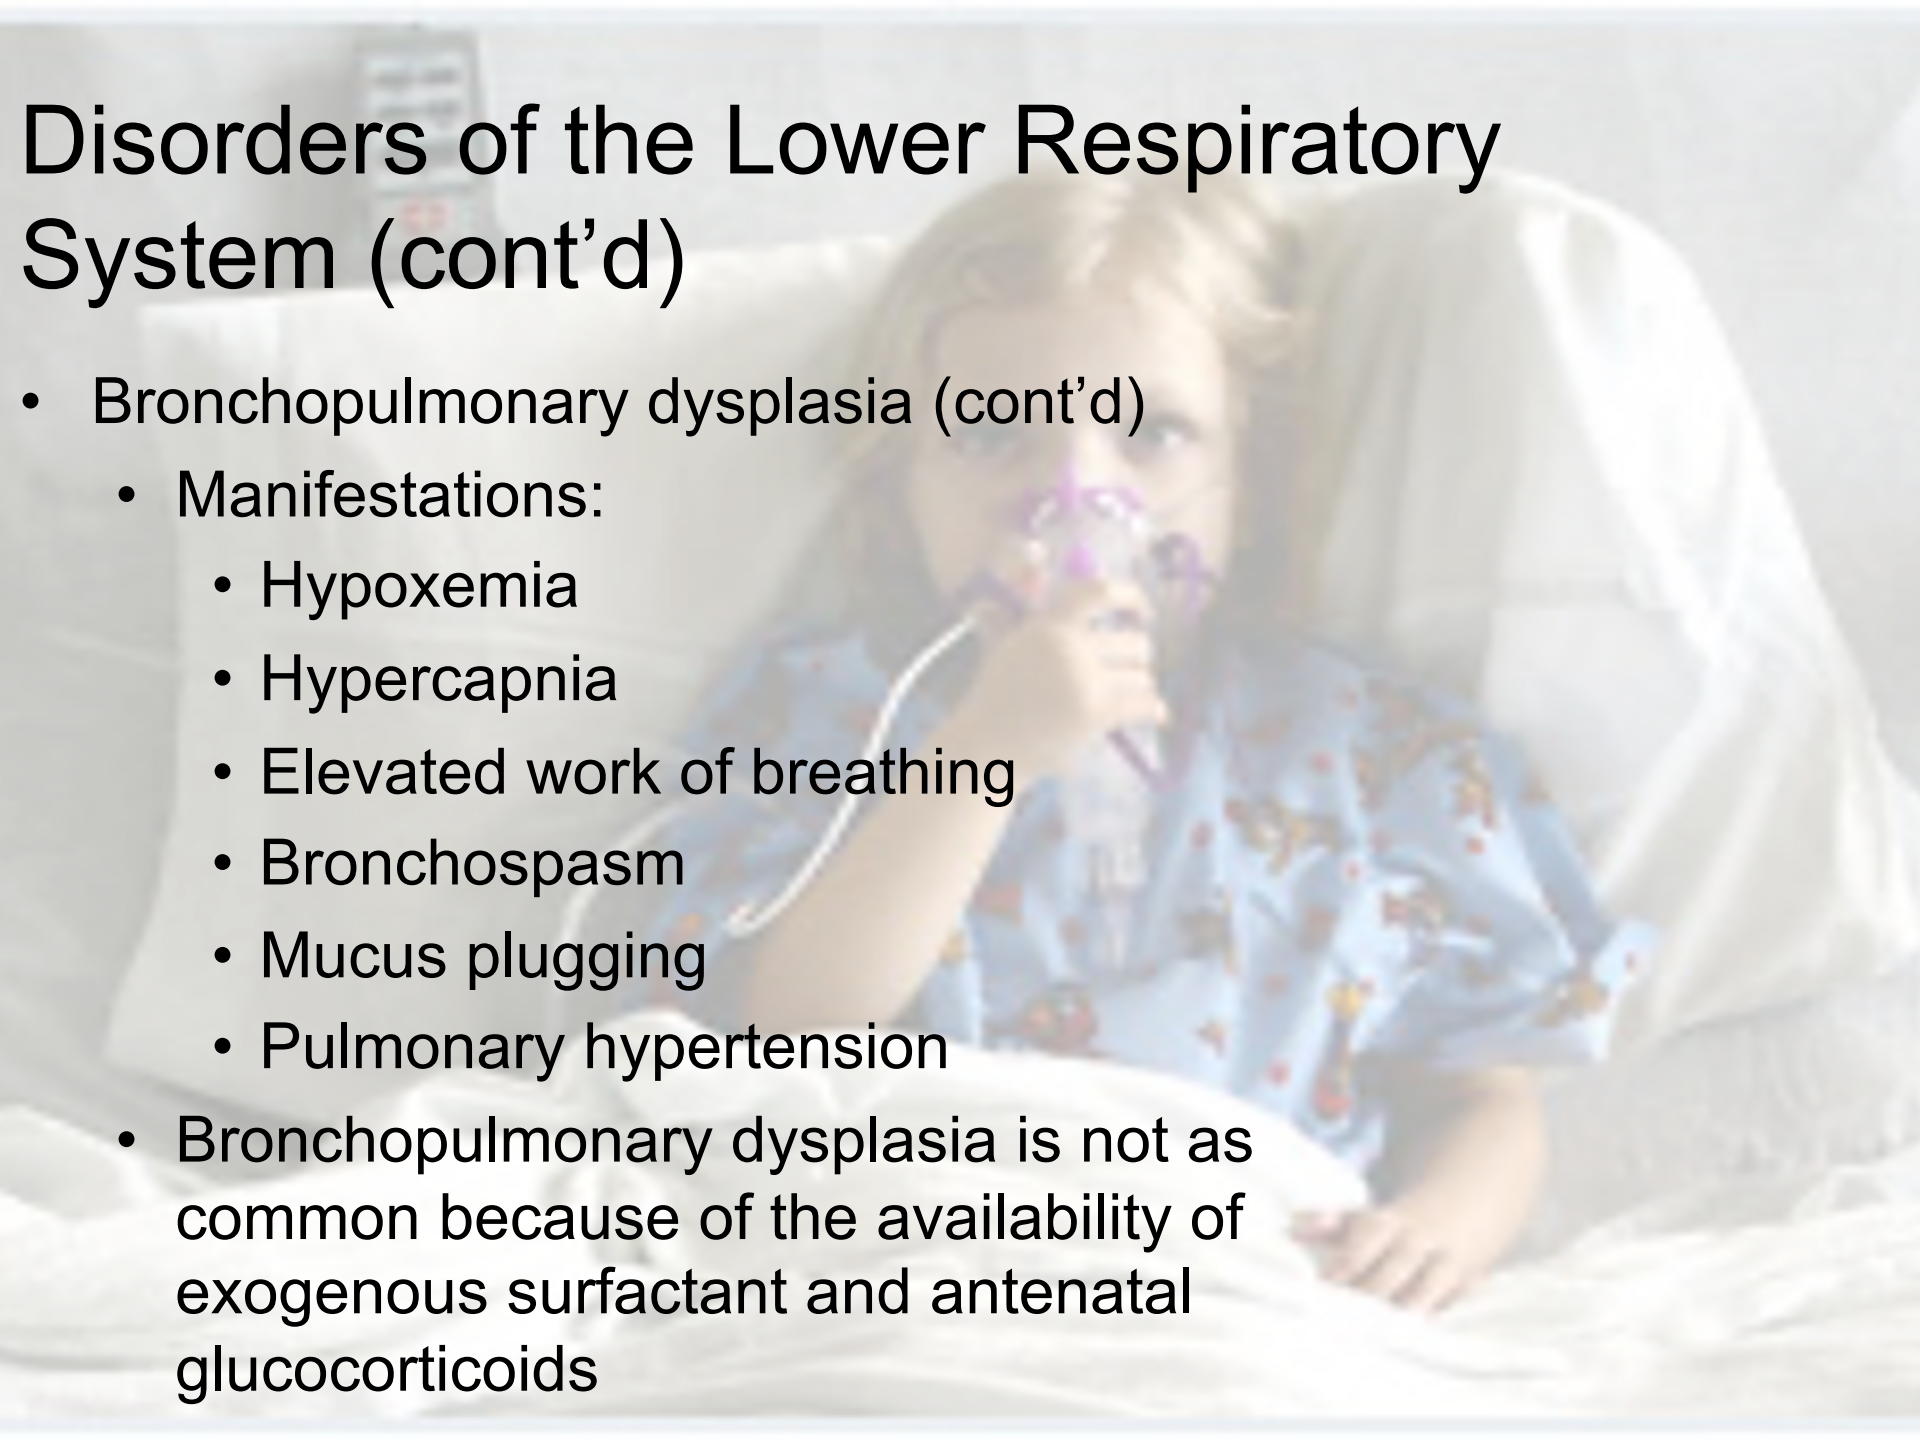 Disorders of the Lower Respiratory
System (cont’d)
• Bronchopulmonary dysplasia (cont’d)
• Manifestations:
• Hypoxemia
• Hypercapnia
• Elevated work of breathing
• Bronchospasm
• Mucus plugging
• Pulmonary hypertension
• Bronchopulmonary dysplasia is not as
common because of the availability of
exogenous surfactant and antenatal
glucocorticoids